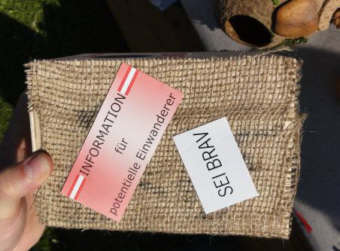 INFORMATION
für
potentielle Einwanderer
SEI BRAV